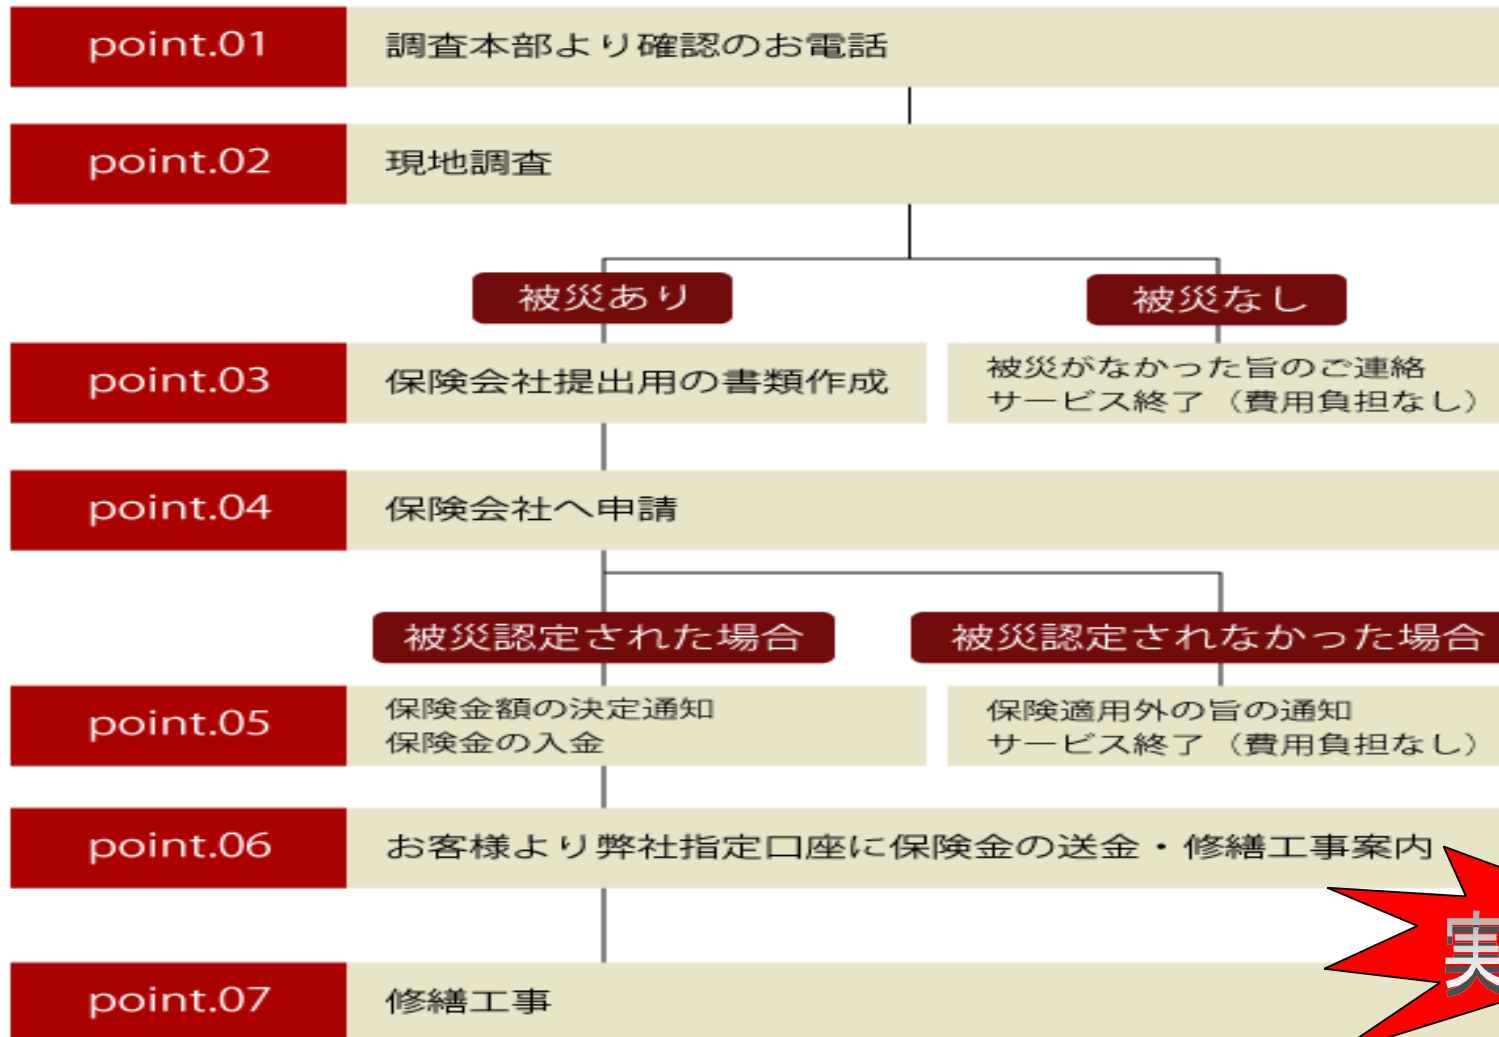 point.01
調査本部より確認のお電話
point.02
現地調査
被災あり
被災なし
point.03
保険会社提出用の書類作成
被災がなかった旨のご連絡
サービス終了（費用負担なし）
point.04
保険会社へ申請
被災認定された場合
被災認定されなかった場合
point.05
保険金額の決定通知
保険金の入金
保険適用外の旨の通知
サービス終了（費用負担なし）
point.06
お客様より弊社指定口座に保険金の送金・修繕工事案内
point.07
修繕工事
実